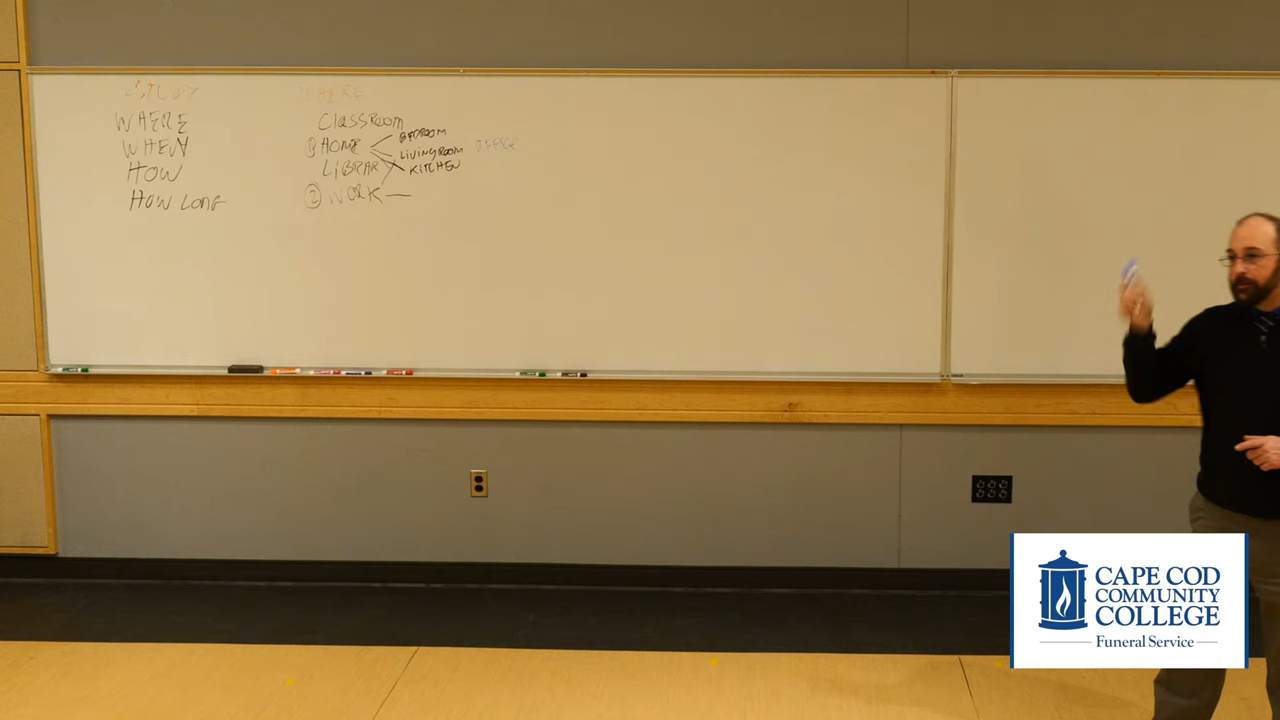 STUDY
WHERE
WHEN
HOW
HOW LONG
WHERE
CLASSROOM
① HOME
BEDROOM
LIVINGROOM
KITCHEN
OFFICE
LIBRARY
② WORK —
CAPE COD
COMMUNITY
COLLEGE
Funeral Service